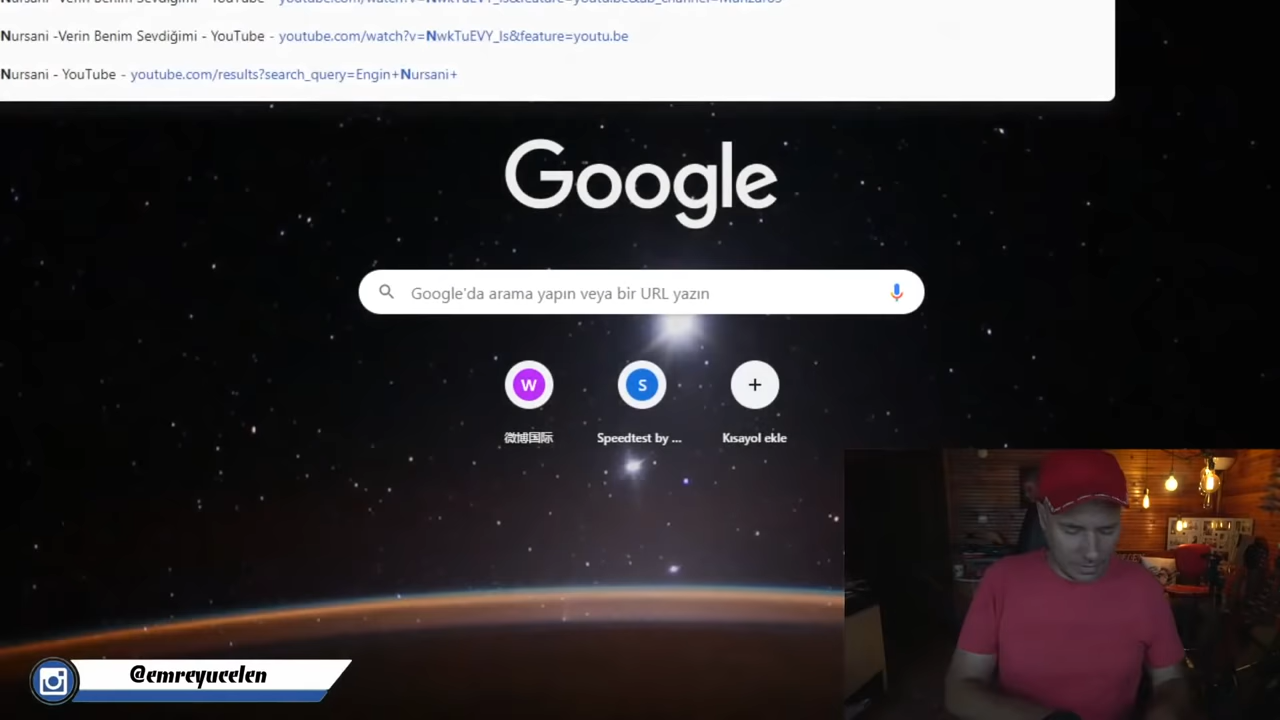 Nursani -Verin Benim Sevdiğimi - YouTube - youtube.com/watch?v=NwkTuEVY_Is&feature=youtu.be
Nursani - YouTube - youtube.com/results?search_query=Engin+Nursani+
Google
Google'da arama yapın veya bir URL yazın
W
S
+
微博国际
Speedtest by ...
Kısayol ekle
@emreyucelen